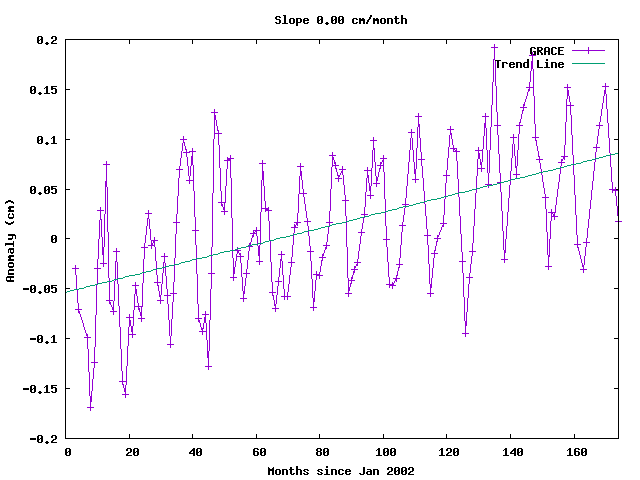 Slope 0.00 cm/month
GRACE
Trend Line
0.2
0.15
0.1
0.05
0
-0.05
-0.1
-0.15
-0.2
Anomaly (cm)
0 20 40 60 80 100 120 140 160
Months since Jan 2002